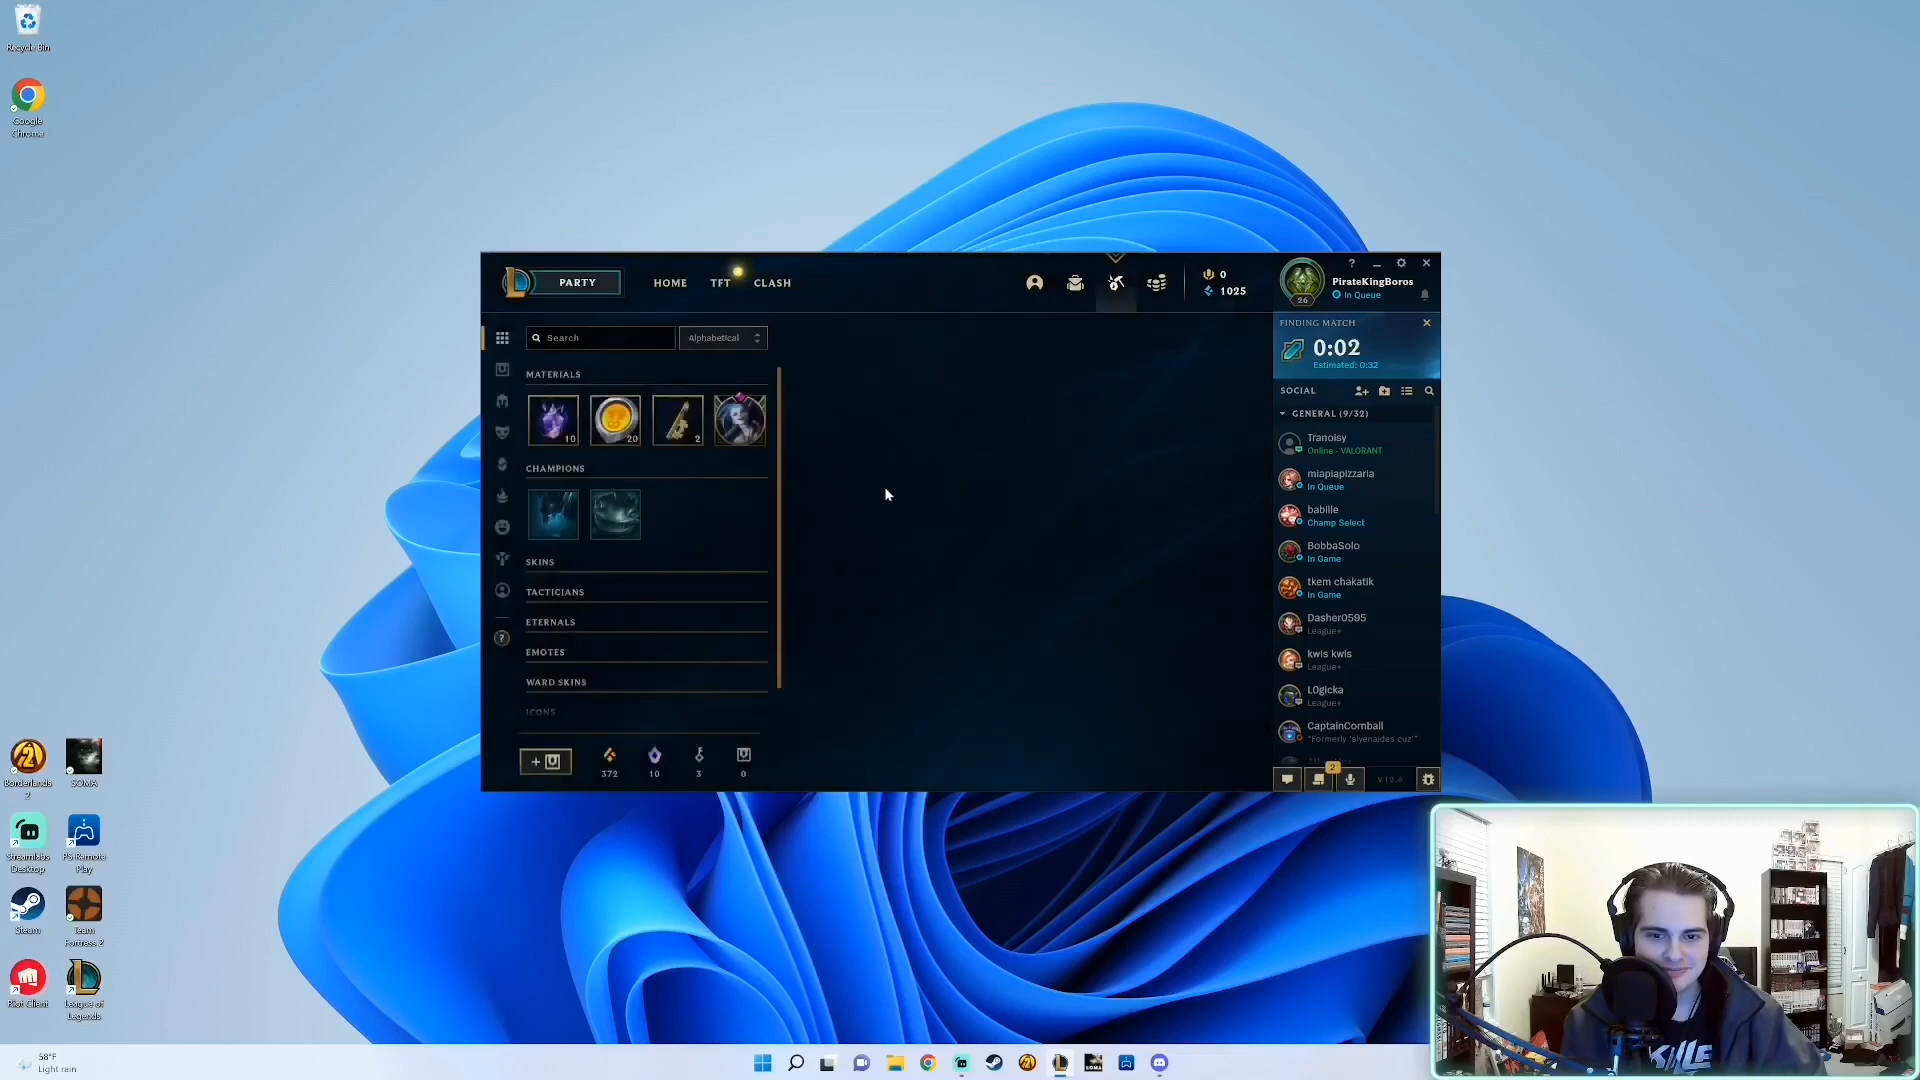 Recycle Bin
Google
Chrome
Borderlands
2
SOMA
Streamlabs
Desktop
PS Remote
Play
Steam
Team
Fortress 2
Riot Client
League of
Legends
PARTY
HOME
TFT
CLASH
0
1025
26
PirateKingBoros
In Queue
Search
Alphabetical
MATERIALS
10
20
2
CHAMPIONS
SKINS
TACTICIANS
ETERNALS
EMOTES
WARD SKINS
ICONS
372
10
3
0
FINDING MATCH
0:02
Estimated: 0:32
SOCIAL
GENERAL (9/32)
Tranoisy
Online - VALORANT
miapiapizzaria
In Queue
babille
Champ Select
BobbaSolo
In Game
tkem chakatik
In Game
Dasher0595
League+
kwis kwis
League+
L0gicka
League+
CaptainCornball
"Formerly 'slyenaides cuz'"
2
V12.6
58°F
Light rain
SOMA